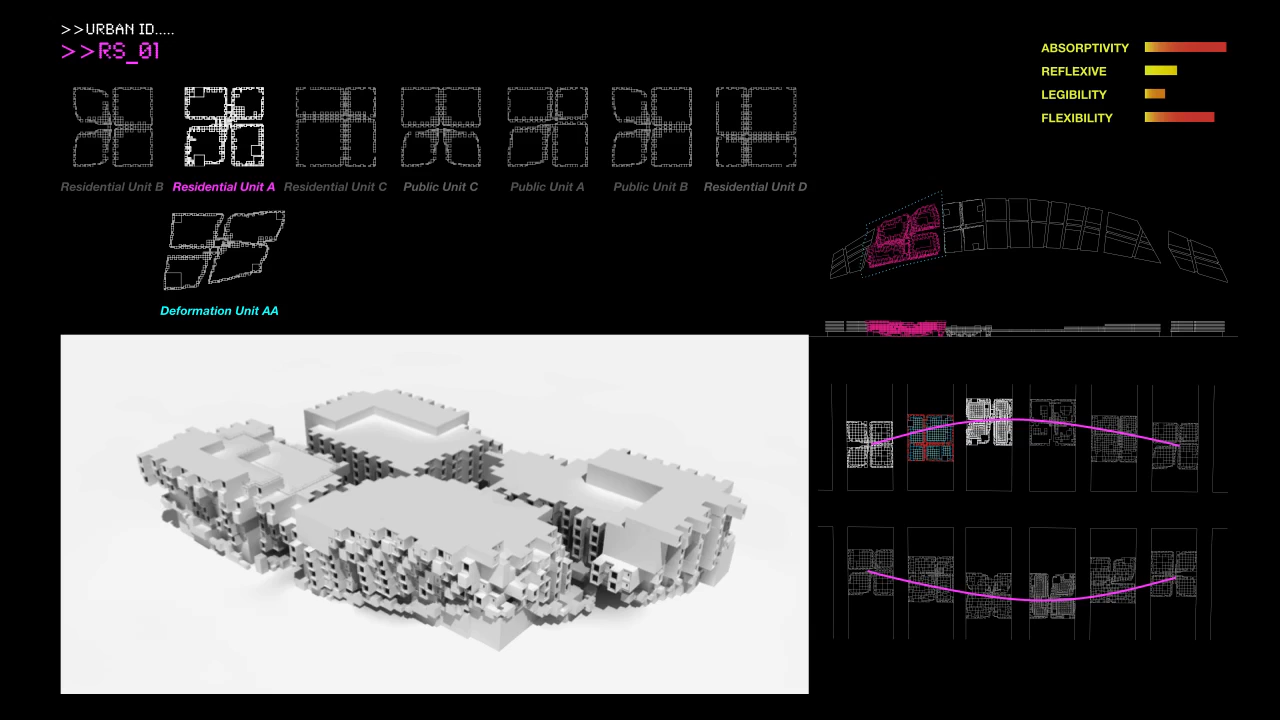 >>URBAN ID.....
>>RS_01
ABSORPTIVITY
REFLEXIVE
LEGIBILITY
FLEXIBILITY
Residential Unit B Residential Unit A Residential Unit C Public Unit C Public Unit A Public Unit B Residential Unit D
Deformation Unit AA